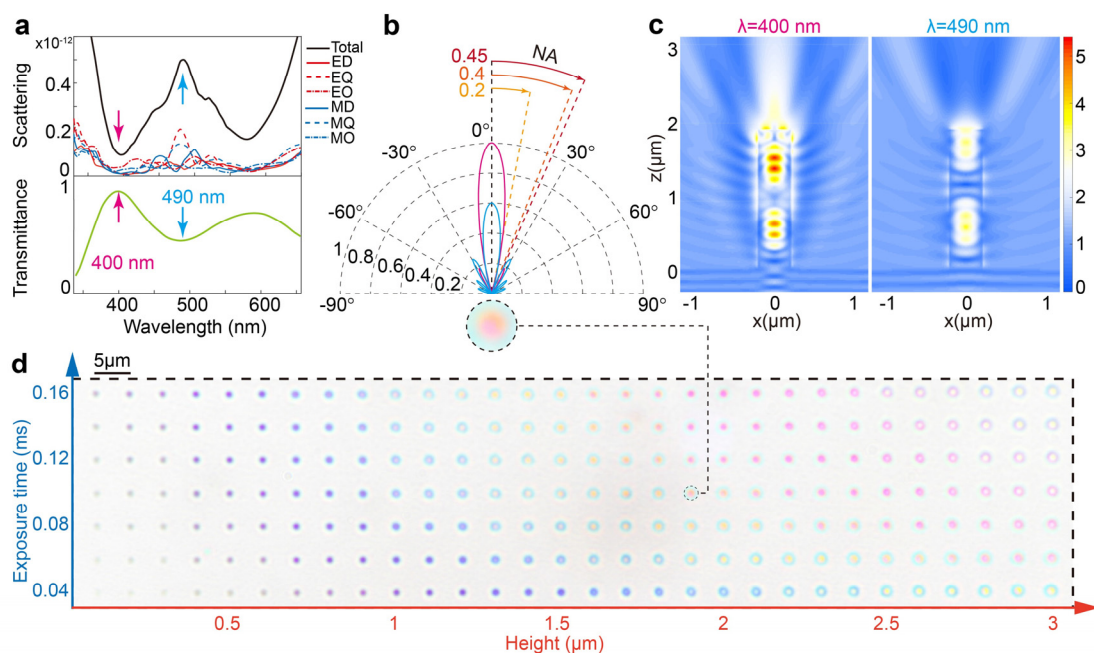 a
x10⁻¹²
Scattering
0.4
0.2
0
Total
ED
EQ
EO
MD
MQ
MO
Transmittance
1
0
490 nm
400 nm
400
500
600
Wavelength (nm)
b
NA
0.45
0.4
0.2
0°
-30°
30°
-60°
60°
-90°
90°
1
0.8
0.6
0.4
0.2
c
λ=400 nm
λ=490 nm
z(μm)
3
2
1
0
-1
0
1
x(μm)
-1
0
1
x(μm)
5
4
3
2
1
0
d
5μm
Exposure time (ms)
0.16
0.12
0.08
0.04
0.5
1
1.5
2
2.5
3
Height (μm)